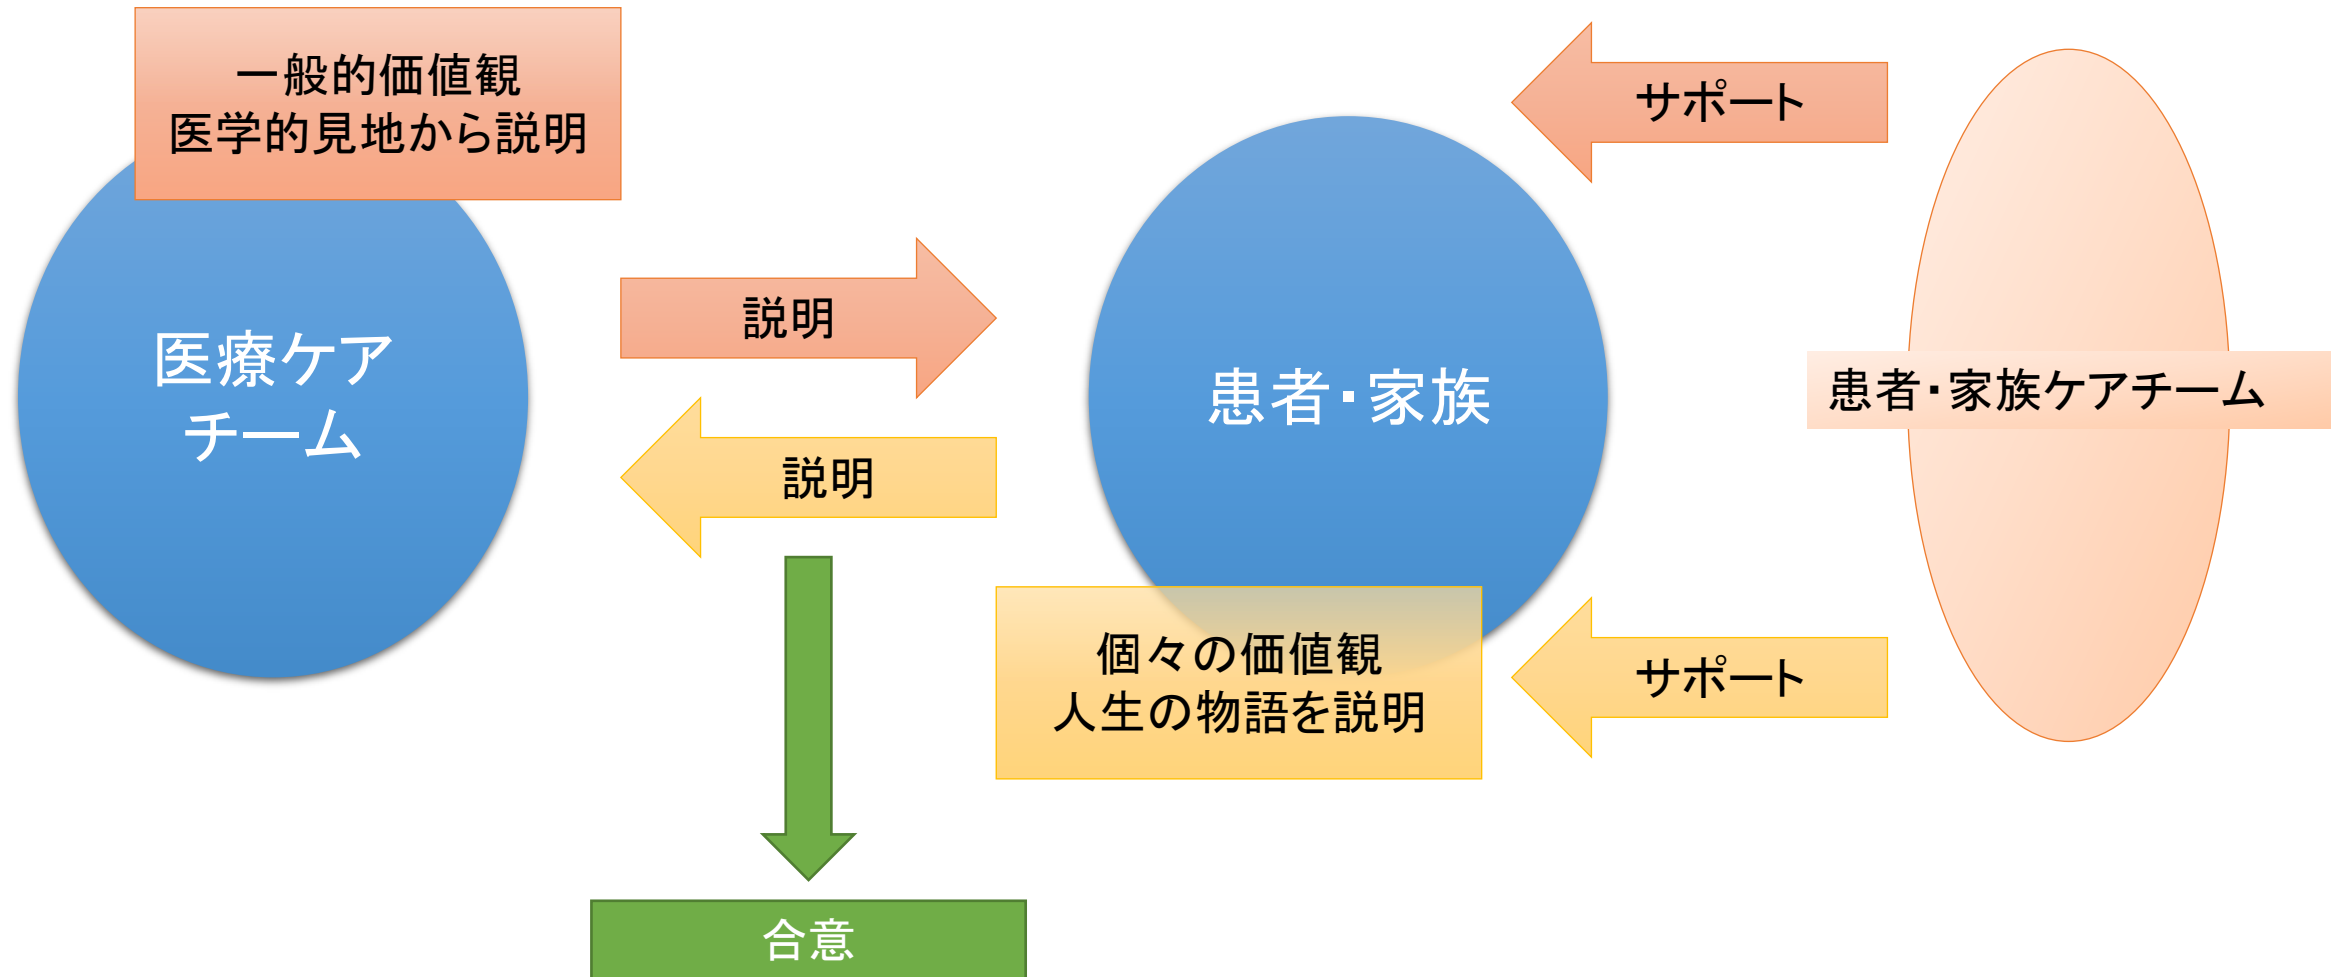 一般的価値観
医学的見地から説明
サポート
説明
医療ケア
チーム
患者・家族
患者・家族ケアチーム
説明
個々の価値観
人生の物語を説明
サポート
合意